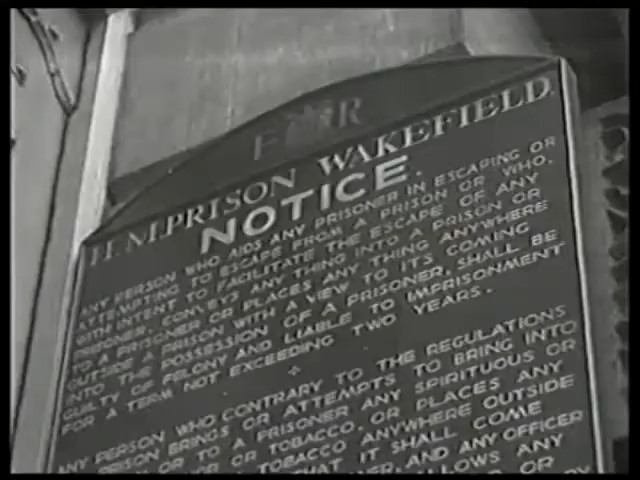 E R
H.M.PRISON WAKEFIELD.
NOTICE.
ANY PERSON WHO AIDS ANY PRISONER IN ESCAPING OR
ATTEMPTING TO ESCAPE FROM A PRISON OR WHO,
WITH INTENT TO FACILITATE THE ESCAPE OF ANY
PRISONER, CONVEYS ANY THING INTO A PRISON OR
TO A PRISONER OR PLACES ANY THING ANYWHERE
OUTSIDE A PRISON WITH A VIEW TO ITS COMING
INTO THE POSSESSION OF A PRISONER, SHALL BE
GUILTY OF FELONY AND LIABLE TO IMPRISONMENT
FOR A TERM NOT EXCEEDING TWO YEARS.
ANY PERSON WHO CONTRARY TO THE REGULATIONS
PRISON BRINGS OR ATTEMPTS TO BRING INTO
OR TO A PRISONER ANY SPIRITUOUS OR
OR TOBACCO, OR PLACES ANY
OR TOBACCO ANYWHERE OUTSIDE
THAT IT SHALL COME
AND ANY OFFICER
ALLOWS ANY
OR